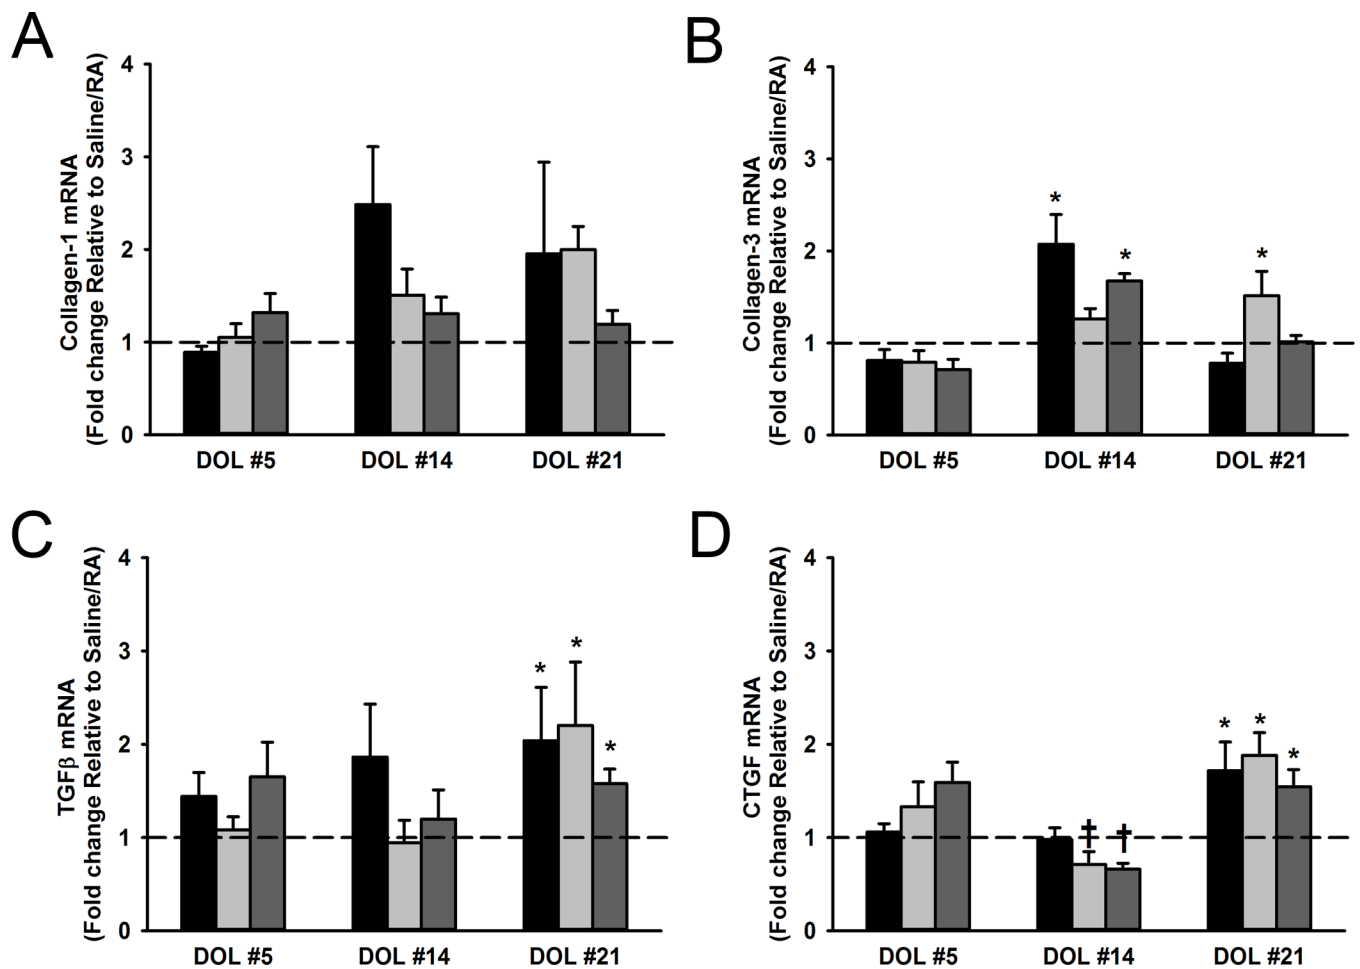 A
Collagen-1 mRNA
(Fold change Relative to Saline/RA)
4
3
2
1
0
DOL #5 DOL #14 DOL #21
B
Collagen-3 mRNA
(Fold change Relative to Saline/RA)
4
3
2
1
0
* * *
DOL #5 DOL #14 DOL #21
C
TGFβ mRNA
(Fold change Relative to Saline/RA)
4
3
2
1
0
* * *
DOL #5 DOL #14 DOL #21
D
CTGF mRNA
(Fold change Relative to Saline/RA)
4
3
2
1
0
‡ † * * *
DOL #5 DOL #14 DOL #21